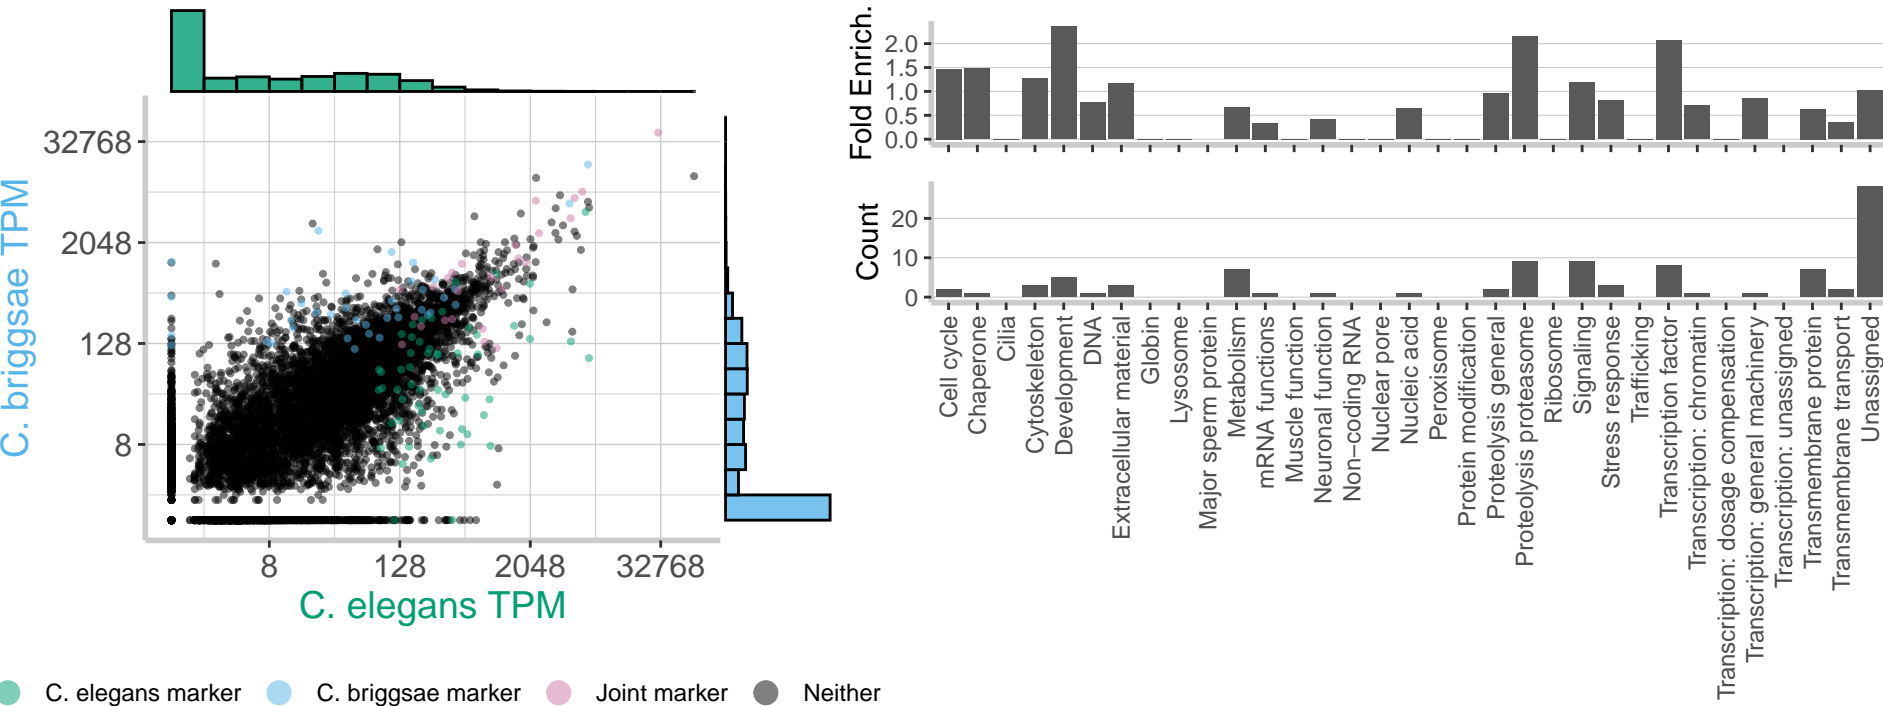 32768
2048
128
8
C. briggsae TPM
8
128
2048
32768
C. elegans TPM
C. elegans marker
C. briggsae marker
Joint marker
Neither
Fold Enrich.
2.0
1.5
1.0
0.5
0.0
Count
20
10
0
Cell cycle
Chaperone
Cilia
Cytoskeleton
Development
DNA
Extracellular material
Globin
Lysosome
Major sperm protein
Metabolism
mRNA functions
Muscle function
Neuronal function
Non−coding RNA
Nuclear pore
Nucleic acid
Peroxisome
Protein modification
Proteolysis general
Proteolysis proteasome
Ribosome
Signaling
Stress response
Trafficking
Transcription factor
Transcription: chromatin
Transcription: dosage compensation
Transcription: general machinery
Transcription: unassigned
Transmembrane protein
Transmembrane transport
Unassigned